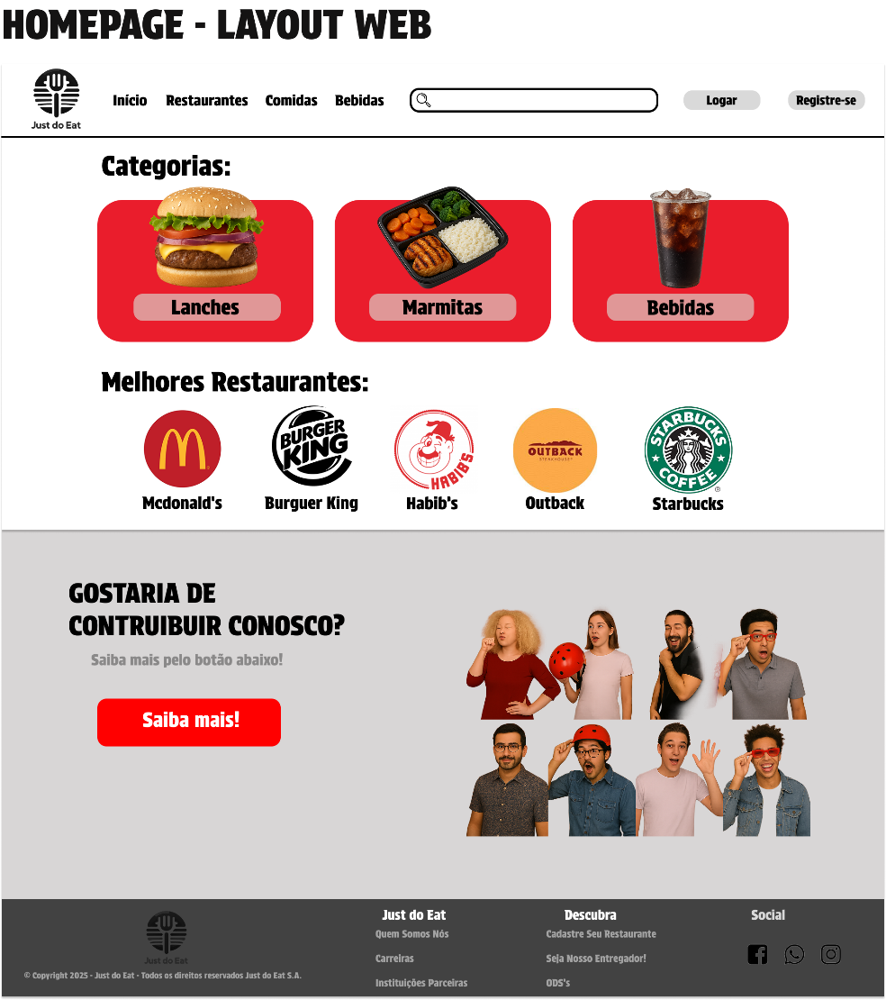 HOMEPAGE - LAYOUT WEB
Just do Eat
Início Restaurantes Comidas Bebidas
Logar
Registre-se
Categorias:
Lanches
Marmitas
Bebidas
Melhores Restaurantes:
BURGER
KING
HABIB'S
OUTBACK
STEAKHOUSE®
STARBUCKS
COFFEE
®
Mcdonald's
Burguer King
Habib's
Outback
Starbucks
GOSTARIA DE
CONTRUIBUIR CONOSCO?
Saiba mais pelo botão abaixo!
Saiba mais!
Just do Eat
© Copyright 2025 - Just do Eat - Todos os direitos reservados Just do Eat S.A.
Just do Eat
Quem Somos Nós
Carreiras
Instituições Parceiras
Descubra
Cadastre Seu Restaurante
Seja Nosso Entregador!
ODS's
Social